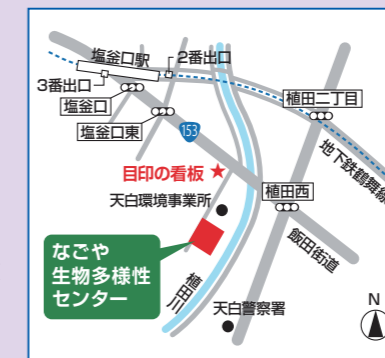 塩釜口駅
2番出口
3番出口
塩釜口
塩釜口東
153
植田二丁目
地下鉄鶴舞線
目印の看板
天白環境事業所
植田西
飯田街道
なごや
生物多様性
センター
植田川
天白警察署
N